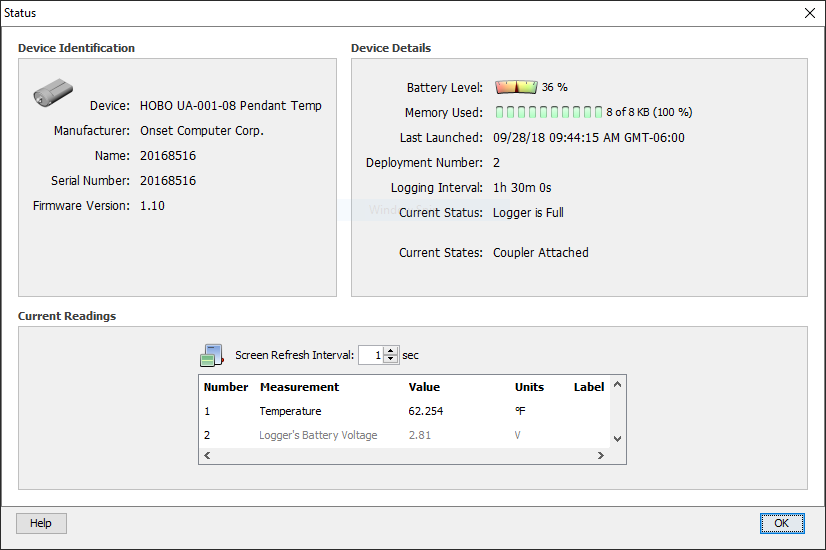 Status
Device Identification
Device: HOBO UA-001-08 Pendant Temp
Manufacturer: Onset Computer Corp.
Name: 20168516
Serial Number: 20168516
Firmware Version: 1.10
Device Details
Battery Level: 36 %
Memory Used: 8 of 8 KB (100 %)
Last Launched: 09/28/18 09:44:15 AM GMT-06:00
Deployment Number: 2
Logging Interval: 1h 30m 0s
Current Status: Logger is Full
Current States: Coupler Attached
Current Readings
Screen Refresh Interval: 1 sec
Number Measurement Value Units Label
1 Temperature 62.254 °F
2 Logger's Battery Voltage 2.81 V
Help OK